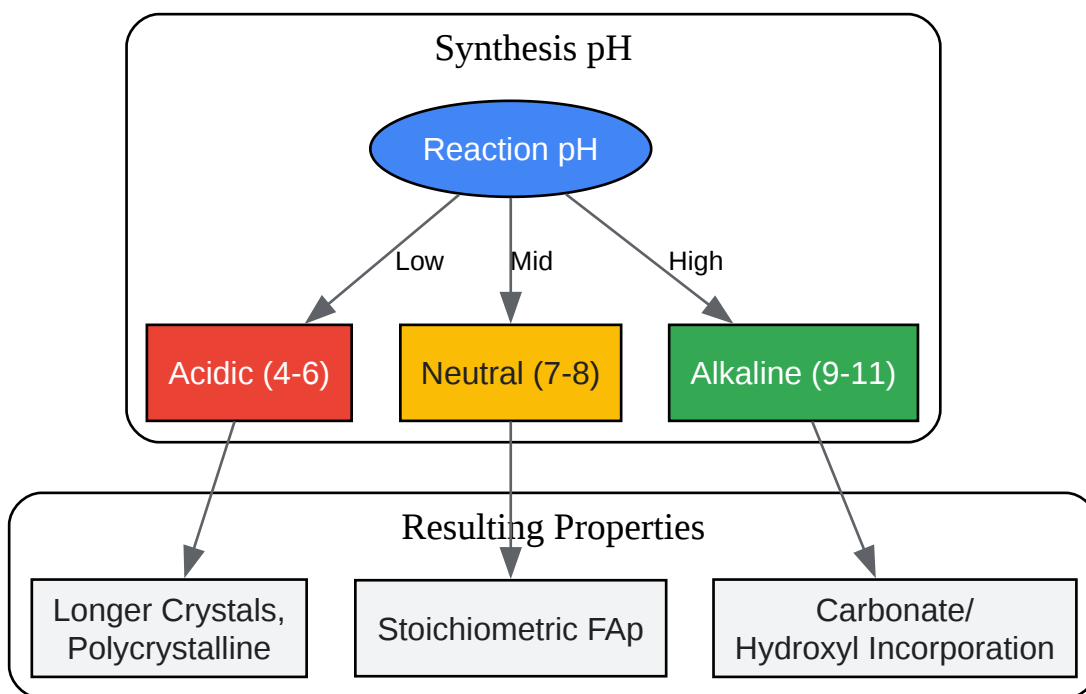 Synthesis pH
Reaction pH
Low
Mid
High
Acidic (4-6)
Neutral (7-8)
Alkaline (9-11)
Resulting Properties
Longer Crystals,
Polycrystalline
Stoichiometric FAp
Carbonate/
Hydroxyl Incorporation